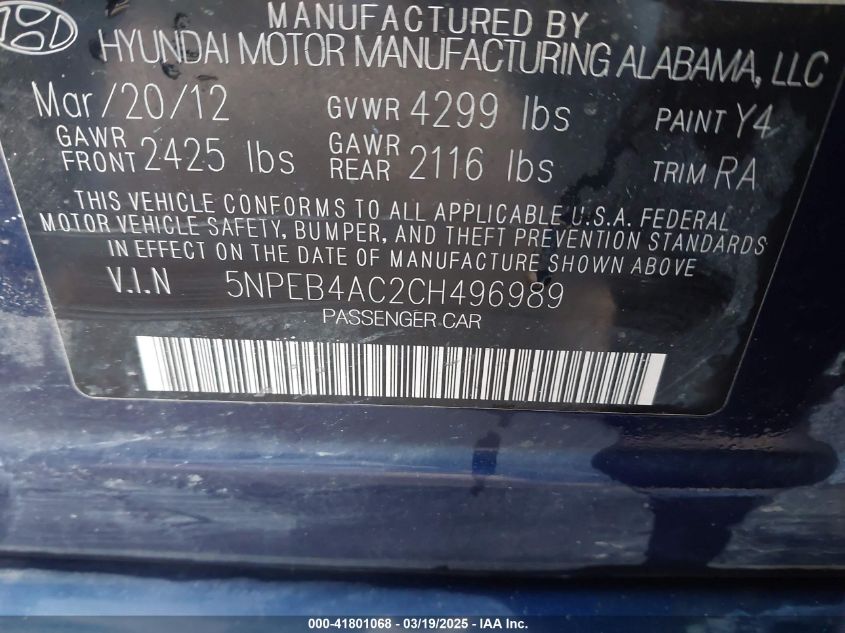 MANUFACTURED BY
HYUNDAI MOTOR MANUFACTURING ALABAMA, LLC
Mar/20/12 GVWR 4299 lbs PAINT Y4
GAWR FRONT 2425 lbs GAWR REAR 2116 lbs TRIM RA
THIS VEHICLE CONFORMS TO ALL APPLICABLE U.S.A. FEDERAL
MOTOR VEHICLE SAFETY, BUMPER, AND THEFT PREVENTION STANDARDS
IN EFFECT ON THE DATE OF MANUFACTURE SHOWN ABOVE
V.I.N 5NPEB4AC2CH496989
PASSENGER CAR
000-41801068 - 03/19/2025 - IAA Inc.